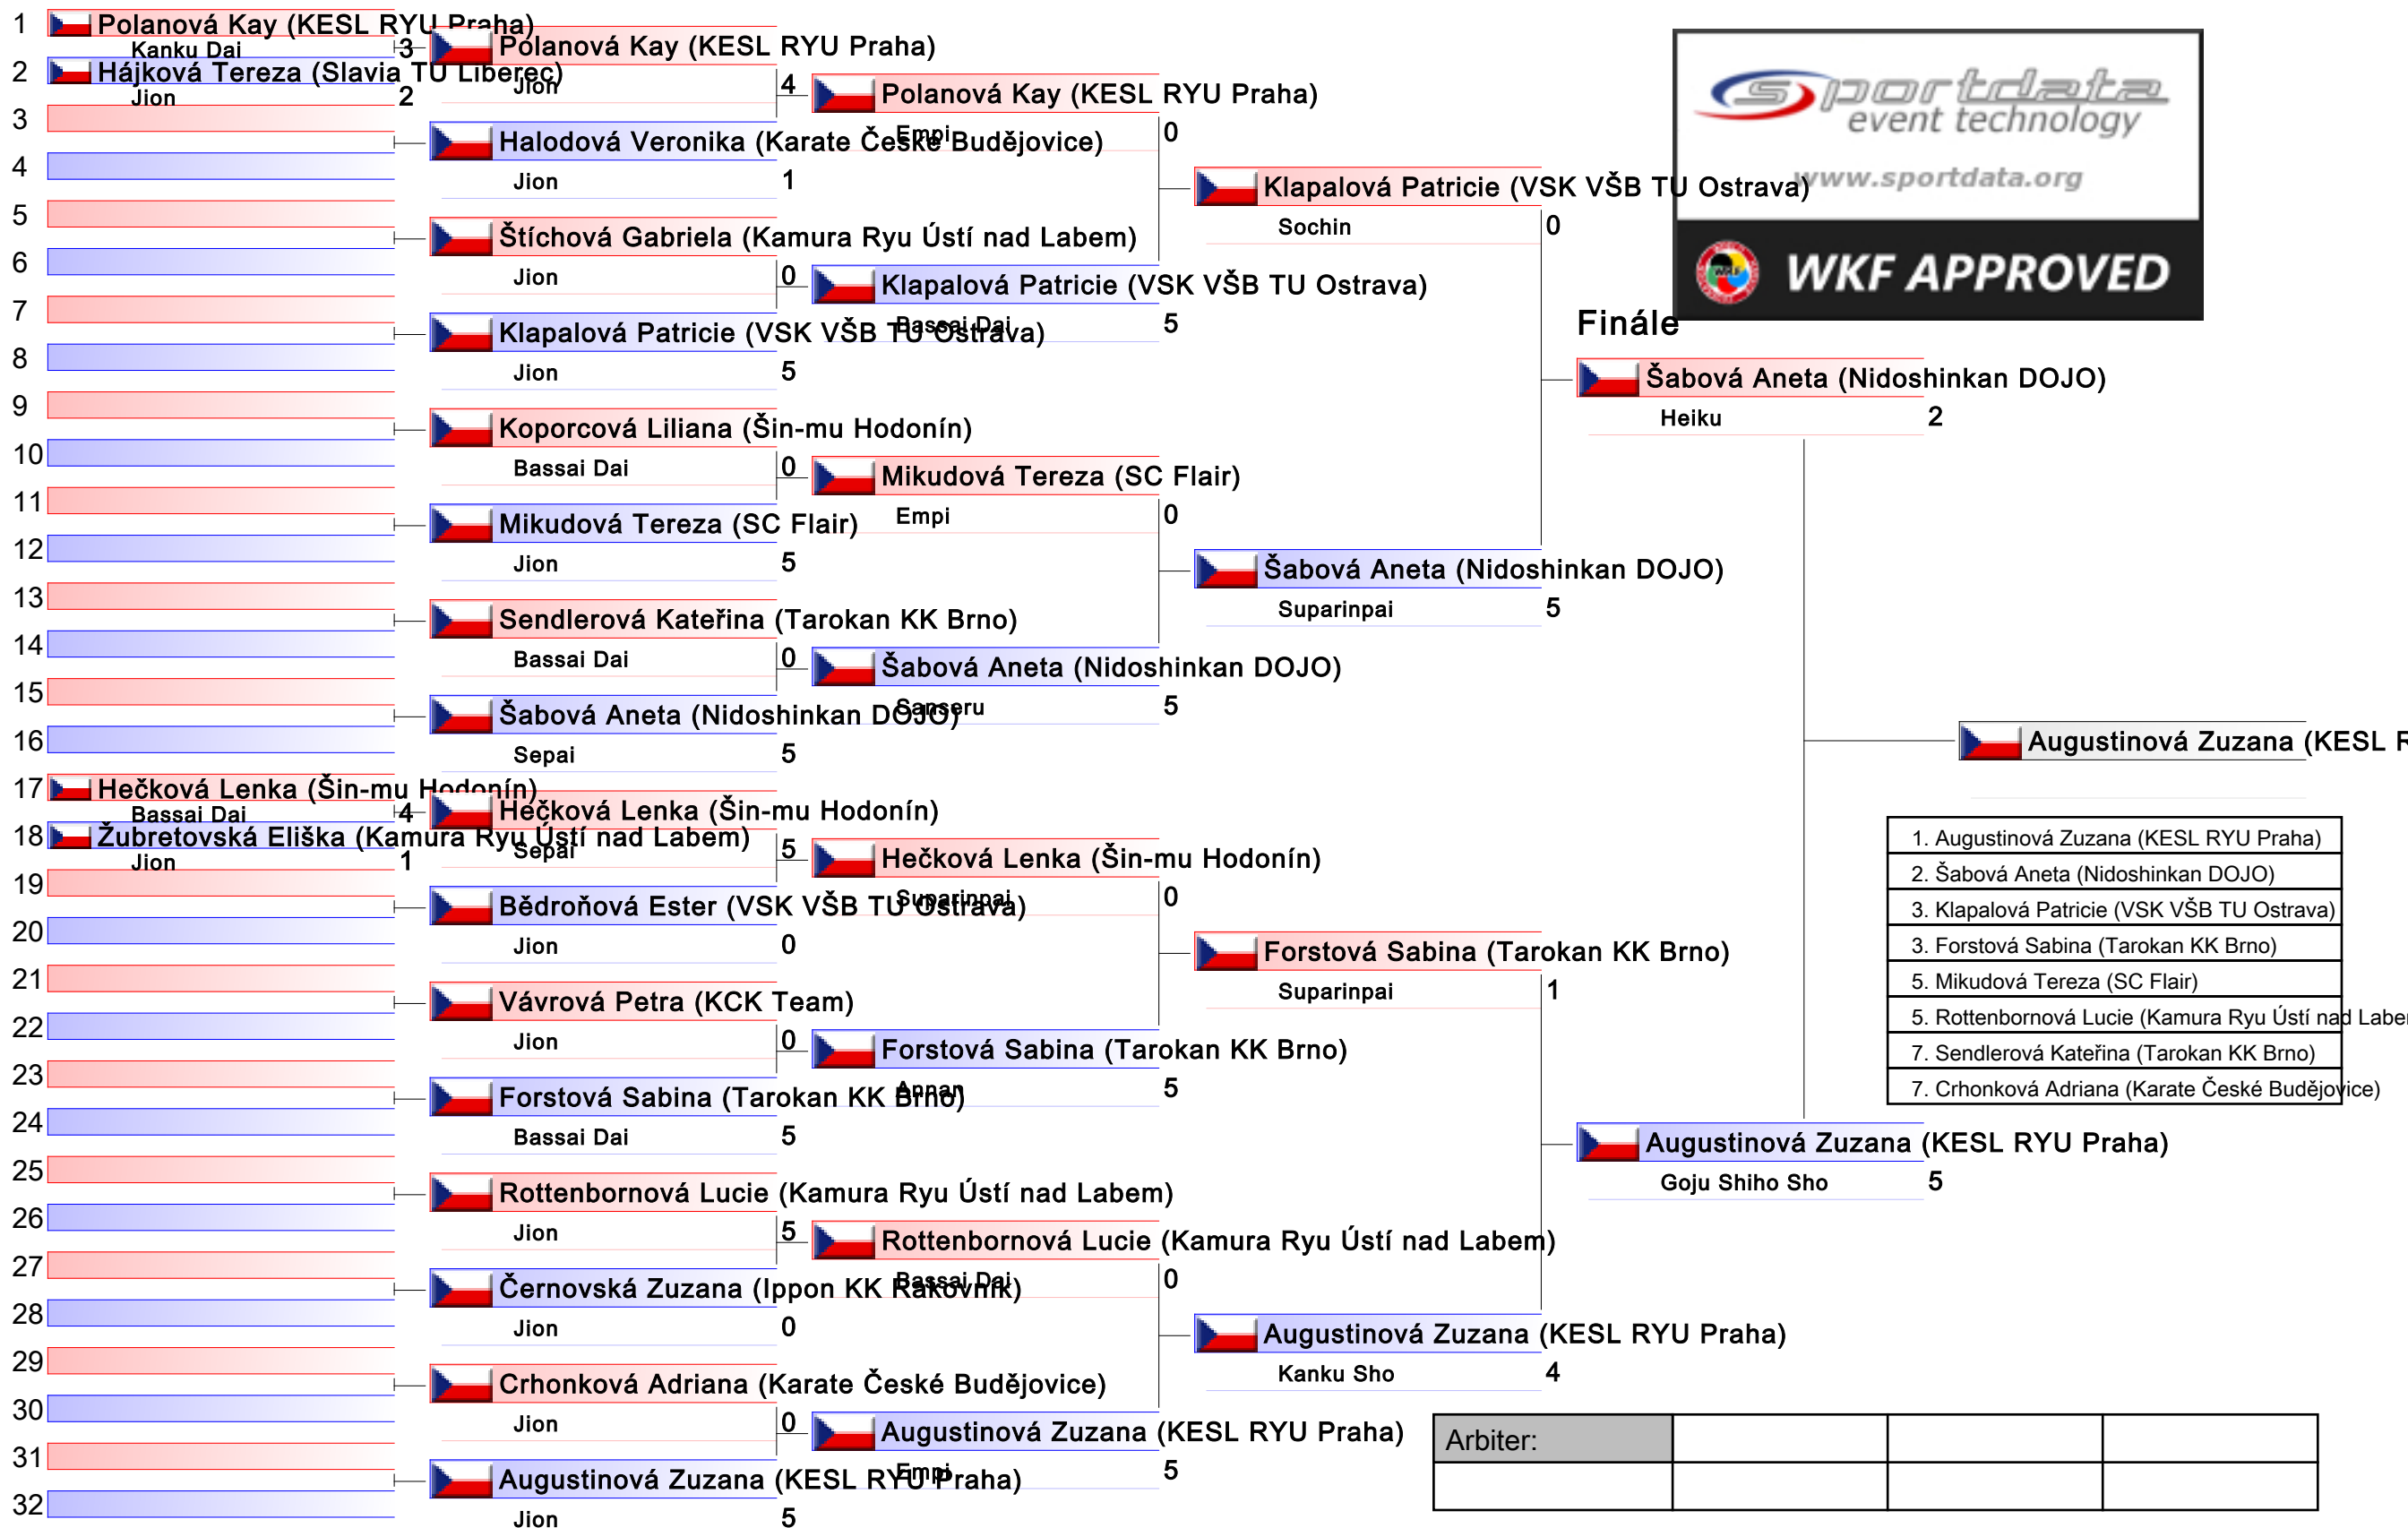 1 Polanová Kay (KESL RYU Praha)
Kanku Dai 3
2 Hájková Tereza (Slavia TU Liberec)
Jion 2
3
4
5
6
7
8
9
10
11
12
13
14
15
16
17 Hečková Lenka (Šin-mu Hodonín)
Bassai Dai 4
18 Žubretovská Eliška (Kamura Ryu Ústí nad Labem)
Jion 1
19
20
21
22
23
24
25
26
27
28
29
30
31
32
Polanová Kay (KESL RYU Praha)
Jion 4
Halodová Veronika (Karate České Budějovice)
Jion 1
Štíchová Gabriela (Kamura Ryu Ústí nad Labem)
Jion 0
Klapalová Patricie (VSK VŠB TU Ostrava)
Jion 5
Koporcová Liliana (Šin-mu Hodonín)
Bassai Dai 0
Mikudová Tereza (SC Flair)
Jion 5
Sendlerová Kateřina (Tarokan KK Brno)
Bassai Dai 0
Šabová Aneta (Nidoshinkan DOJO)
Sepai 5
Hečková Lenka (Šin-mu Hodonín)
Sepai 5
Bědroňová Ester (VSK VŠB TU Ostrava)
Jion 0
Vávrová Petra (KCK Team)
Jion 0
Forstová Sabina (Tarokan KK Brno)
Bassai Dai 5
Rottenbornová Lucie (Kamura Ryu Ústí nad Labem)
Jion 5
Černovská Zuzana (Ippon KK Rakovník)
Jion 0
Crhonková Adriana (Karate České Budějovice)
Jion 0
Augustinová Zuzana (KESL RYU Praha)
Jion 5
Polanová Kay (KESL RYU Praha)
Empi 0
Klapalová Patricie (VSK VŠB TU Ostrava)
Bassai Dai 5
Mikudová Tereza (SC Flair)
Empi 0
Šabová Aneta (Nidoshinkan DOJO)
Sanseru 5
Hečková Lenka (Šin-mu Hodonín)
Suparinpai 0
Forstová Sabina (Tarokan KK Brno)
Annan 5
Rottenbornová Lucie (Kamura Ryu Ústí nad Labem)
Bassai Dai 0
Augustinová Zuzana (KESL RYU Praha)
Empi 5
Klapalová Patricie (VSK VŠB TU Ostrava)
Sochin 0
Šabová Aneta (Nidoshinkan DOJO)
Suparinpai 5
Forstová Sabina (Tarokan KK Brno)
Suparinpai 1
Augustinová Zuzana (KESL RYU Praha)
Kanku Sho 4
sportdata
event technology
www.sportdata.org
WKF
WKF APPROVED
Finále
Šabová Aneta (Nidoshinkan DOJO)
Heiku 2
Augustinová Zuzana (KESL RYU Praha)
Goju Shiho Sho 5
Augustinová Zuzana (KESL R
1. Augustinová Zuzana (KESL RYU Praha)
2. Šabová Aneta (Nidoshinkan DOJO)
3. Klapalová Patricie (VSK VŠB TU Ostrava)
3. Forstová Sabina (Tarokan KK Brno)
5. Mikudová Tereza (SC Flair)
5. Rottenbornová Lucie (Kamura Ryu Ústí nad Labe
7. Sendlerová Kateřina (Tarokan KK Brno)
7. Crhonková Adriana (Karate České Budějovice)
Arbiter: